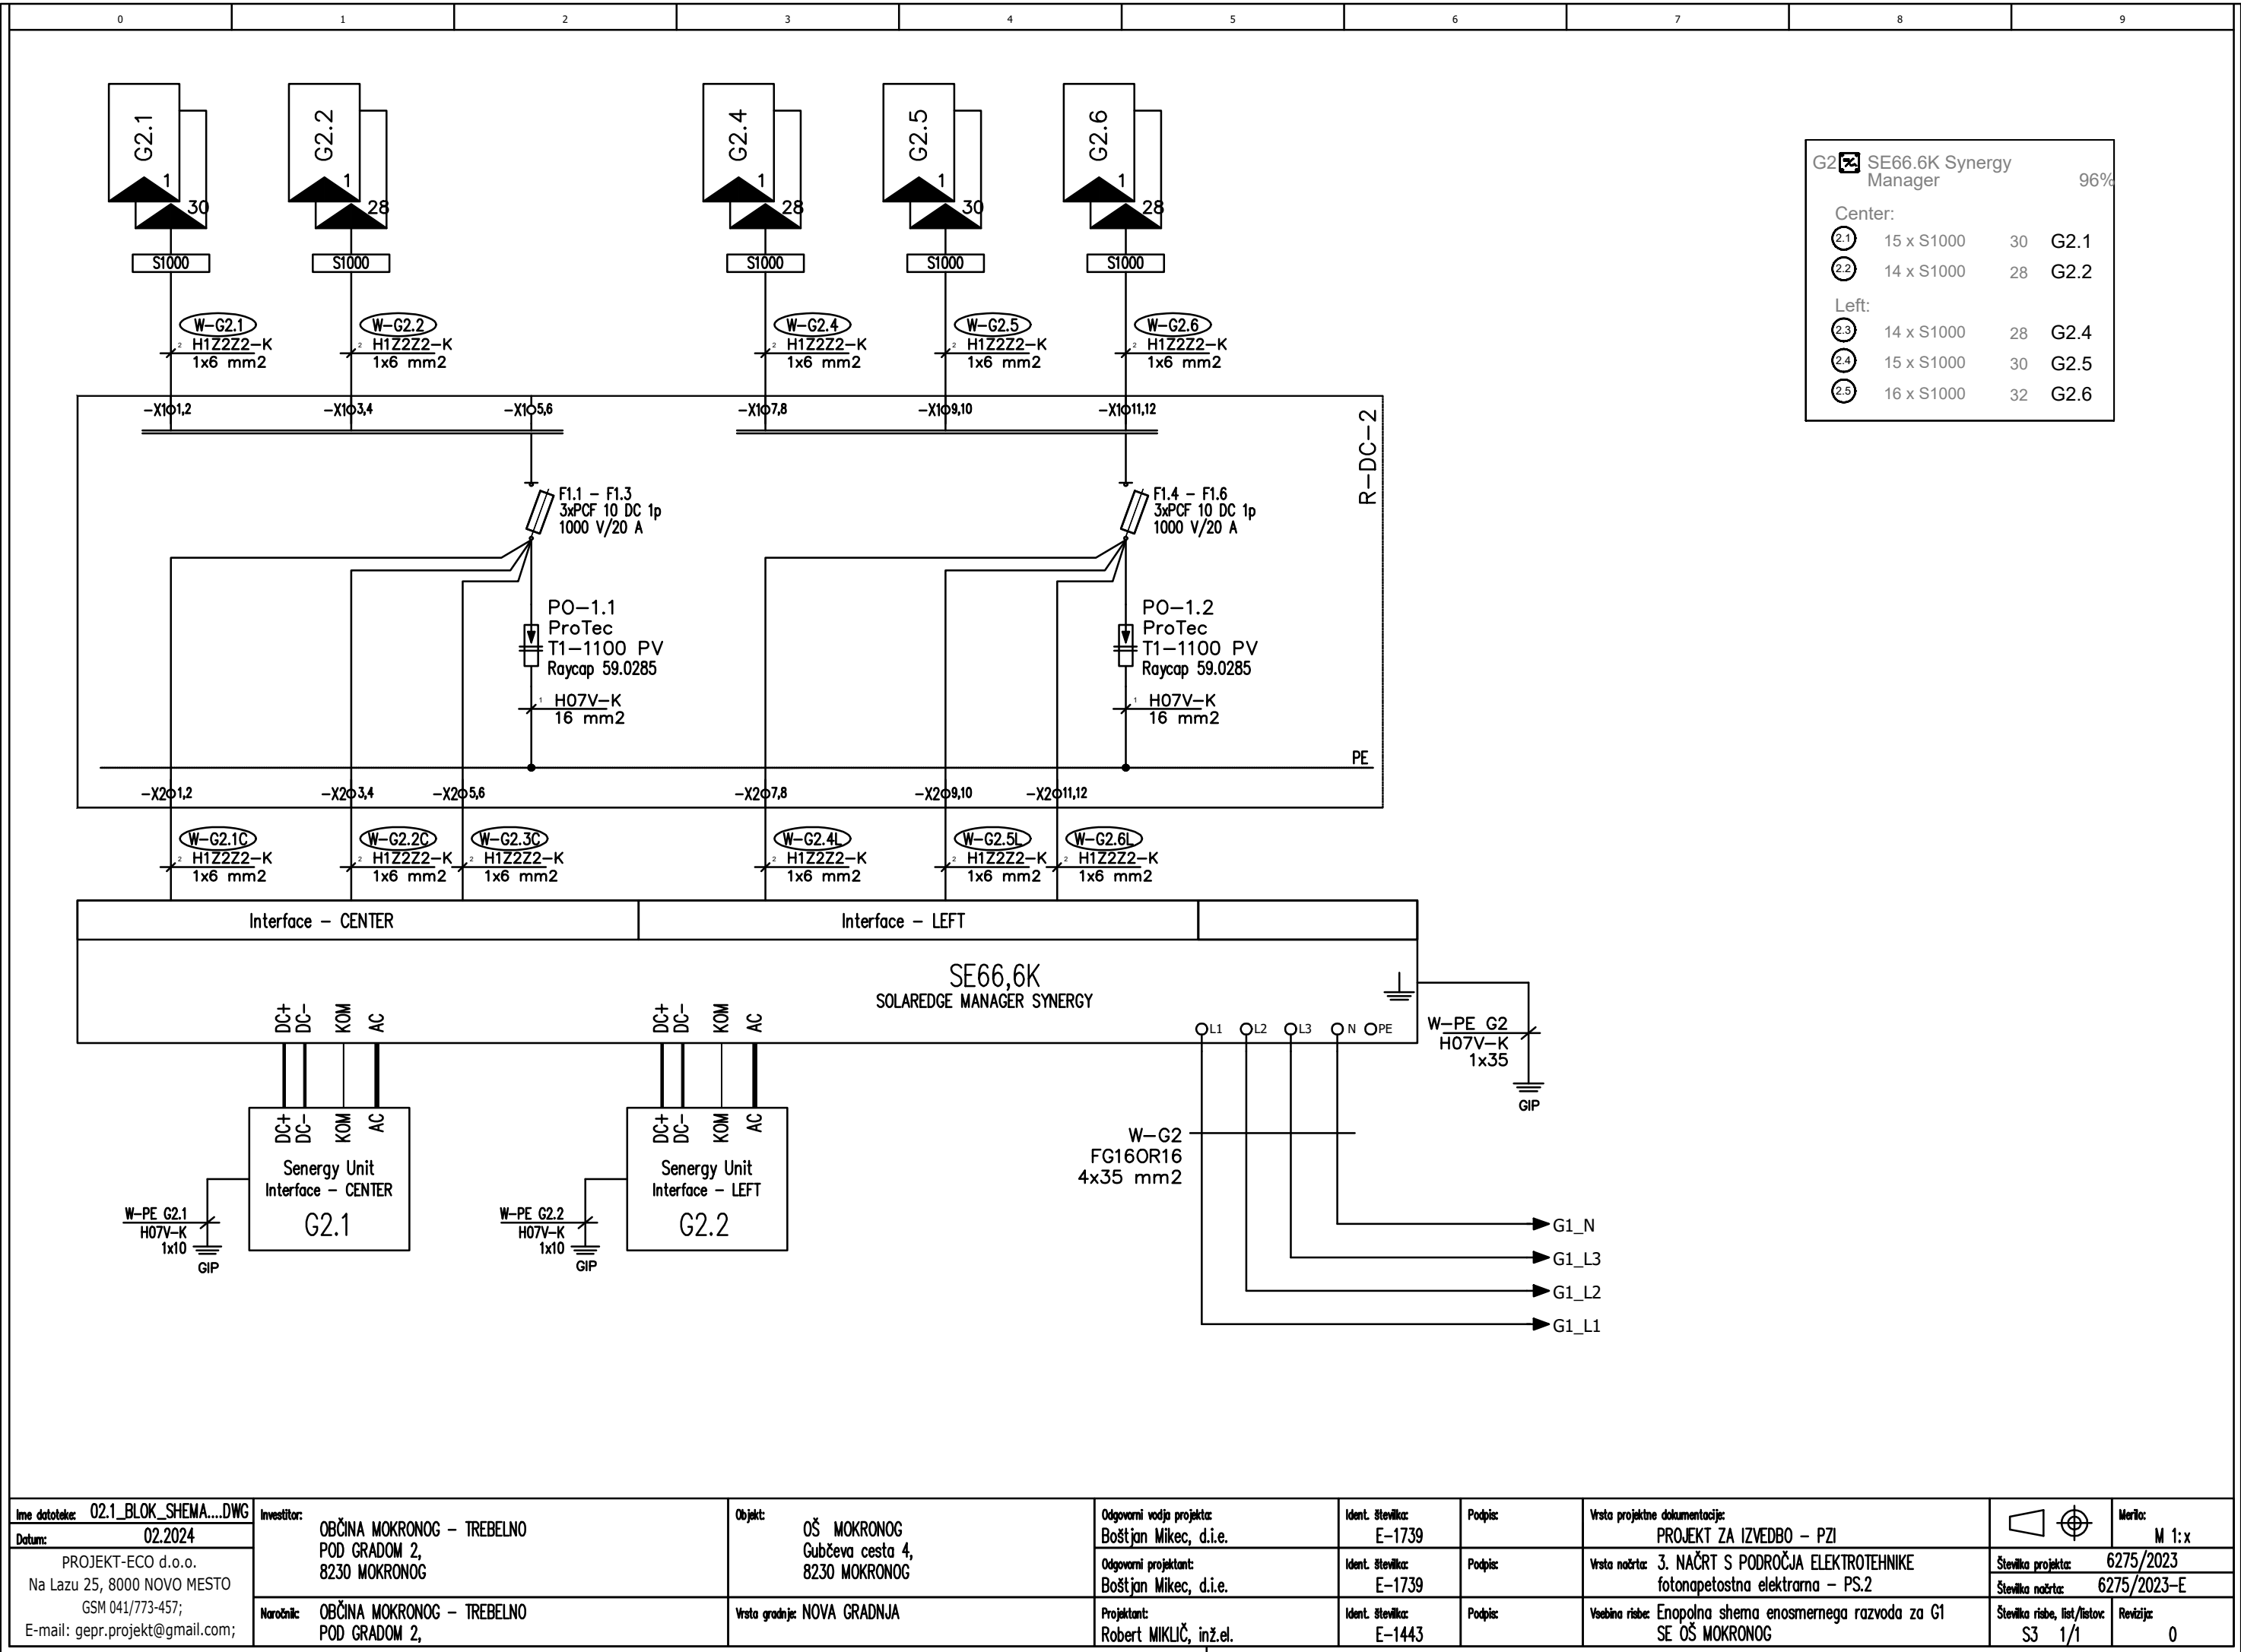 0 1 2 3 4 5 6 7 8 9
G2.1
1
30
S1000
G2.2
1
28
S1000
G2.4
1
28
S1000
G2.5
1
30
S1000
G2.6
1
28
S1000
G2 SE66.6K Synergy
Manager 96%
Center:
2.1 15 x S1000 30 G2.1
2.2 14 x S1000 28 G2.2
Left:
2.3 14 x S1000 28 G2.4
2.4 15 x S1000 30 G2.5
2.5 16 x S1000 32 G2.6
W-G2.1
2 H1Z2Z2-K
1x6 mm2
W-G2.2
2 H1Z2Z2-K
1x6 mm2
W-G2.4
2 H1Z2Z2-K
1x6 mm2
W-G2.5
2 H1Z2Z2-K
1x6 mm2
W-G2.6
2 H1Z2Z2-K
1x6 mm2
-X1 1,2 -X1 3,4 -X1 5,6 -X1 7,8 -X1 9,10 -X1 11,12
R-DC-2
F1.1 - F1.3
3xPCF 10 DC 1p
1000 V/20 A
F1.4 - F1.6
3xPCF 10 DC 1p
1000 V/20 A
PO-1.1
ProTec
T1-1100 PV
Raycap 59.0285
1 H07V-K
16 mm2
PO-1.2
ProTec
T1-1100 PV
Raycap 59.0285
1 H07V-K
16 mm2
PE
-X2 1,2 -X2 3,4 -X2 5,6 -X2 7,8 -X2 9,10 -X2 11,12
W-G2.1C
2 H1Z2Z2-K
1x6 mm2
W-G2.2C
2 H1Z2Z2-K
1x6 mm2
W-G2.3C
2 H1Z2Z2-K
1x6 mm2
W-G2.4L
2 H1Z2Z2-K
1x6 mm2
W-G2.5L
2 H1Z2Z2-K
1x6 mm2
W-G2.6L
2 H1Z2Z2-K
1x6 mm2
Interface - CENTER Interface - LEFT
SE66,6K
SOLAREDGE MANAGER SYNERGY
DC+ DC- KOM AC
DC+ DC- KOM AC
L1 L2 L3 N PE
W-PE G2
H07V-K
1x35
GIP
DC+ DC- KOM AC
Senergy Unit
Interface - CENTER
G2.1
W-PE G2.1
H07V-K
1x10
GIP
DC+ DC- KOM AC
Senergy Unit
Interface - LEFT
G2.2
W-PE G2.2
H07V-K
1x10
GIP
W-G2
FG16OR16
4x35 mm2
G1_N
G1_L3
G1_L2
G1_L1
Ime datoteke: 02.1_BLOK_SHEMA....DWG
Datum: 02.2024
PROJEKT-ECO d.o.o.
Na Lazu 25, 8000 NOVO MESTO
GSM 041/773-457;
E-mail: gepr.projekt@gmail.com;
Investitor:
OBČINA MOKRONOG - TREBELNO
POD GRADOM 2,
8230 MOKRONOG
Naročnik: OBČINA MOKRONOG - TREBELNO
POD GRADOM 2,
Objekt:
OŠ MOKRONOG
Gubčeva cesta 4,
8230 MOKRONOG
Vrsta gradnje: NOVA GRADNJA
Odgovorni vodja projekta:
Boštjan Mikec, d.i.e.
Ident. številka:
E-1739
Podpis:
Odgovorni projektant:
Boštjan Mikec, d.i.e.
Ident. številka:
E-1739
Podpis:
Projektant:
Robert MIKLIČ, inž.el.
Ident. številka:
E-1443
Podpis:
Vrsta projektne dokumentacije:
PROJEKT ZA IZVEDBO - PZI
Vrsta načrta: 3. NAČRT S PODROČJA ELEKTROTEHNIKE
fotonapetostna elektrarna - PS.2
Vsebina risbe: Enopolna shema enosmernega razvoda za G1
SE OŠ MOKRONOG
Merilo:
M 1:x
Številka projekta: 6275/2023
Številka načrta: 6275/2023-E
Številka risbe, list/listov:
S3 1/1
Revizija:
0